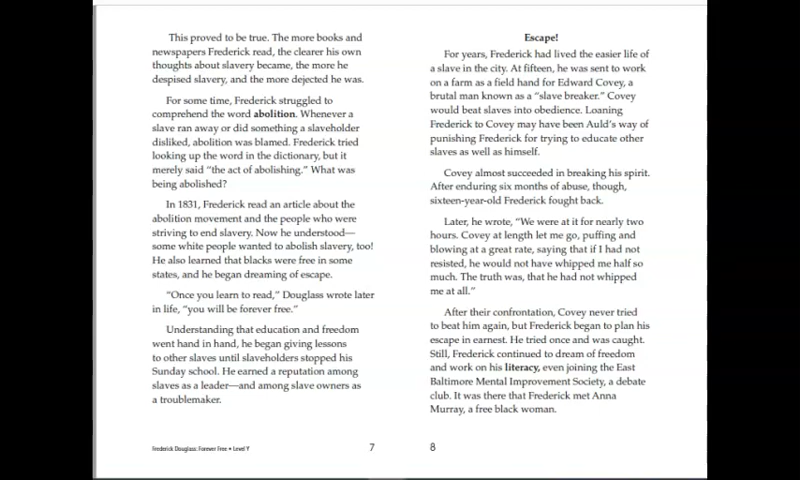 This proved to be true. The more books and
newspapers Frederick read, the clearer his own
thoughts about slavery became, the more he
despised slavery, and the more dejected he was.
For some time, Frederick struggled to
comprehend the word abolition. Whenever a
slave ran away or did something a slaveholder
disliked, abolition was blamed. Frederick tried
looking up the word in the dictionary, but it
merely said “the act of abolishing.” What was
being abolished?
In 1831, Frederick read an article about the
abolition movement and the people who were
striving to end slavery. Now he understood—
some white people wanted to abolish slavery, too!
He also learned that blacks were free in some
states, and he began dreaming of escape.
“Once you learn to read,” Douglass wrote later
in life, “you will be forever free.”
Understanding that education and freedom
went hand in hand, he began giving lessons
to other slaves until slaveholders stopped his
Sunday school. He earned a reputation among
slaves as a leader—and among slave owners as
a troublemaker.
Frederick Douglass: Forever Free • Level Y
7
Escape!
For years, Frederick had lived the easier life of
a slave in the city. At fifteen, he was sent to work
on a farm as a field hand for Edward Covey, a
brutal man known as a “slave breaker.” Covey
would beat slaves into obedience. Loaning
Frederick to Covey may have been Auld’s way of
punishing Frederick for trying to educate other
slaves as well as himself.
Covey almost succeeded in breaking his spirit.
After enduring six months of abuse, though,
sixteen-year-old Frederick fought back.
Later, he wrote, “We were at it for nearly two
hours. Covey at length let me go, puffing and
blowing at a great rate, saying that if I had not
resisted, he would not have whipped me half so
much. The truth was, that he had not whipped
me at all.”
After their confrontation, Covey never tried
to beat him again, but Frederick began to plan his
escape in earnest. He tried once and was caught.
Still, Frederick continued to dream of freedom
and work on his literacy, even joining the East
Baltimore Mental Improvement Society, a debate
club. It was there that Frederick met Anna
Murray, a free black woman.
8